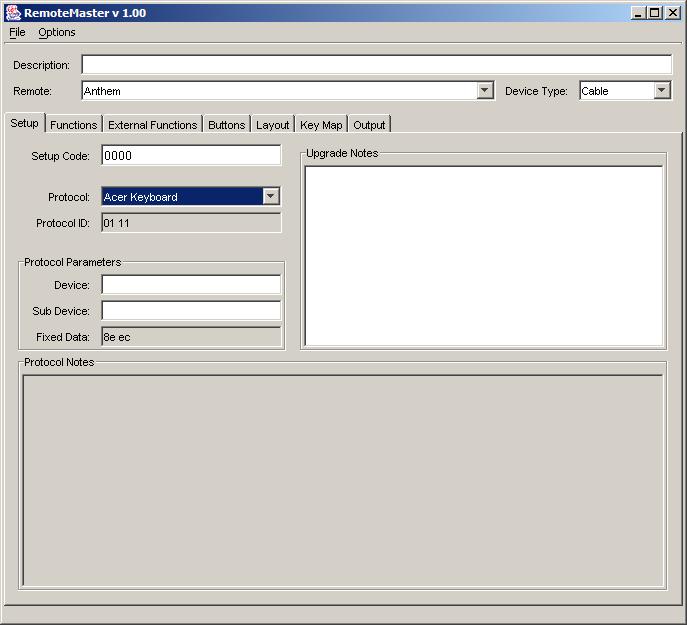 RemoteMaster v 1.00
File Options
Description:
Remote: Anthem Device Type: Cable
Setup Functions External Functions Buttons Layout Key Map Output
Setup Code: 0000
Upgrade Notes
Protocol: Acer Keyboard
Protocol ID: 01 11
Protocol Parameters
Device:
Sub Device:
Fixed Data: 8e ec
Protocol Notes